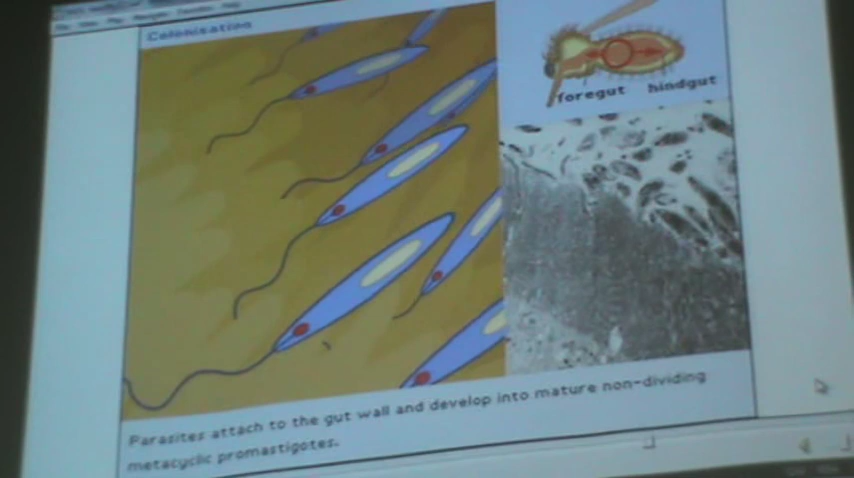 Colonisation
foregut hindgut
Parasites attach to the gut wall and develop into mature non-dividing
metacyclic promastigotes.